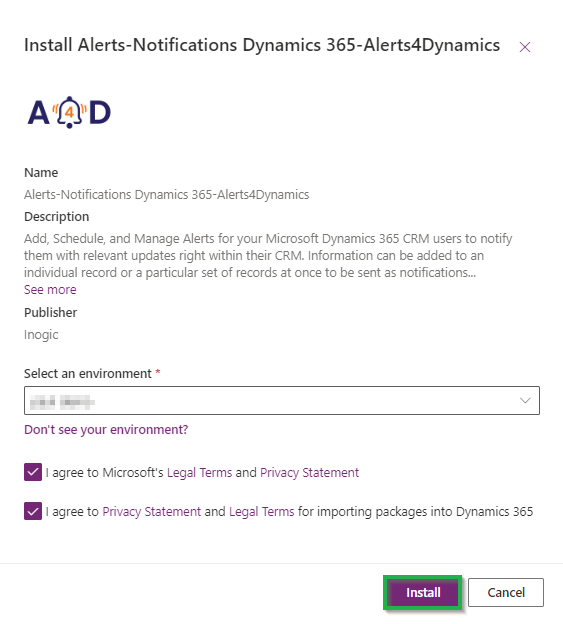 Install Alerts-Notifications Dynamics 365-Alerts4Dynamics
A 4 D
Name
Alerts-Notifications Dynamics 365-Alerts4Dynamics
Description
Add, Schedule, and Manage Alerts for your Microsoft Dynamics 365 CRM users to notify
them with relevant updates right within their CRM. Information can be added to an
individual record or a particular set of records at once to be sent as notifications...
See more
Publisher
Inogic
Select an environment *
Don't see your environment?
I agree to Microsoft's Legal Terms and Privacy Statement
I agree to Privacy Statement and Legal Terms for importing packages into Dynamics 365
Install Cancel